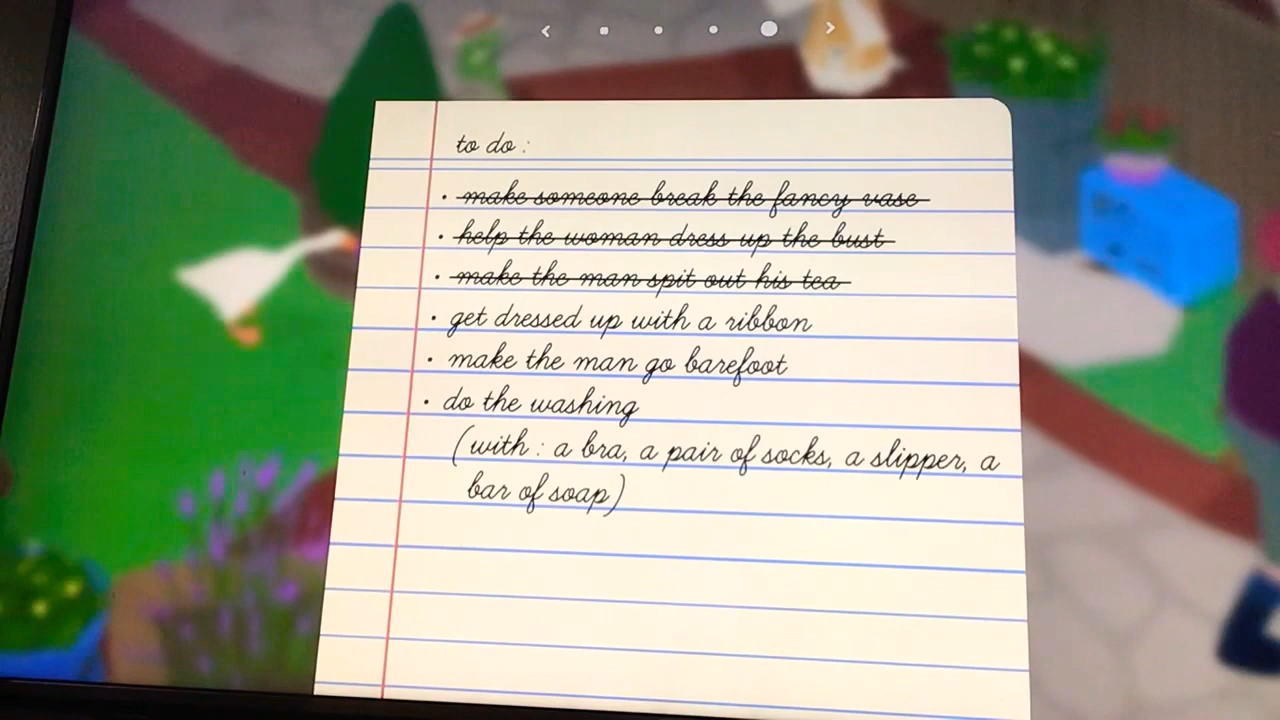 to do :
• make someone break the fancy vase
• help the woman dress up the bust
• make the man spit out his tea
• get dressed up with a ribbon
• make the man go barefoot
• do the washing
(with : a bra, a pair of socks, a slipper, a
bar of soap)